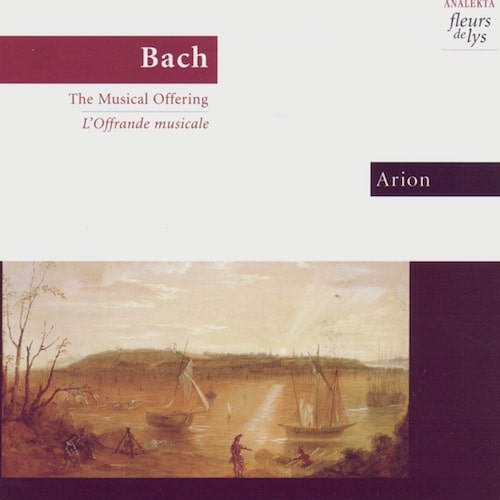 ANALEKTA
fleurs
de lys
Bach
The Musical Offering
L'Offrande musicale
Arion